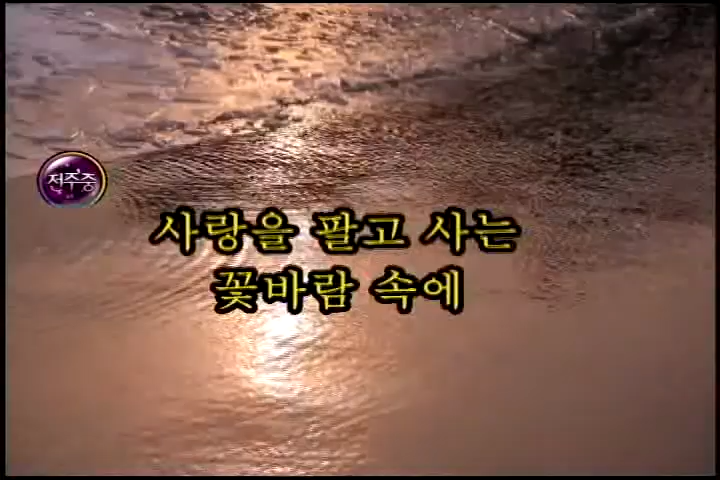 전주중
사랑을 팔고 사는
꽃바람 속에